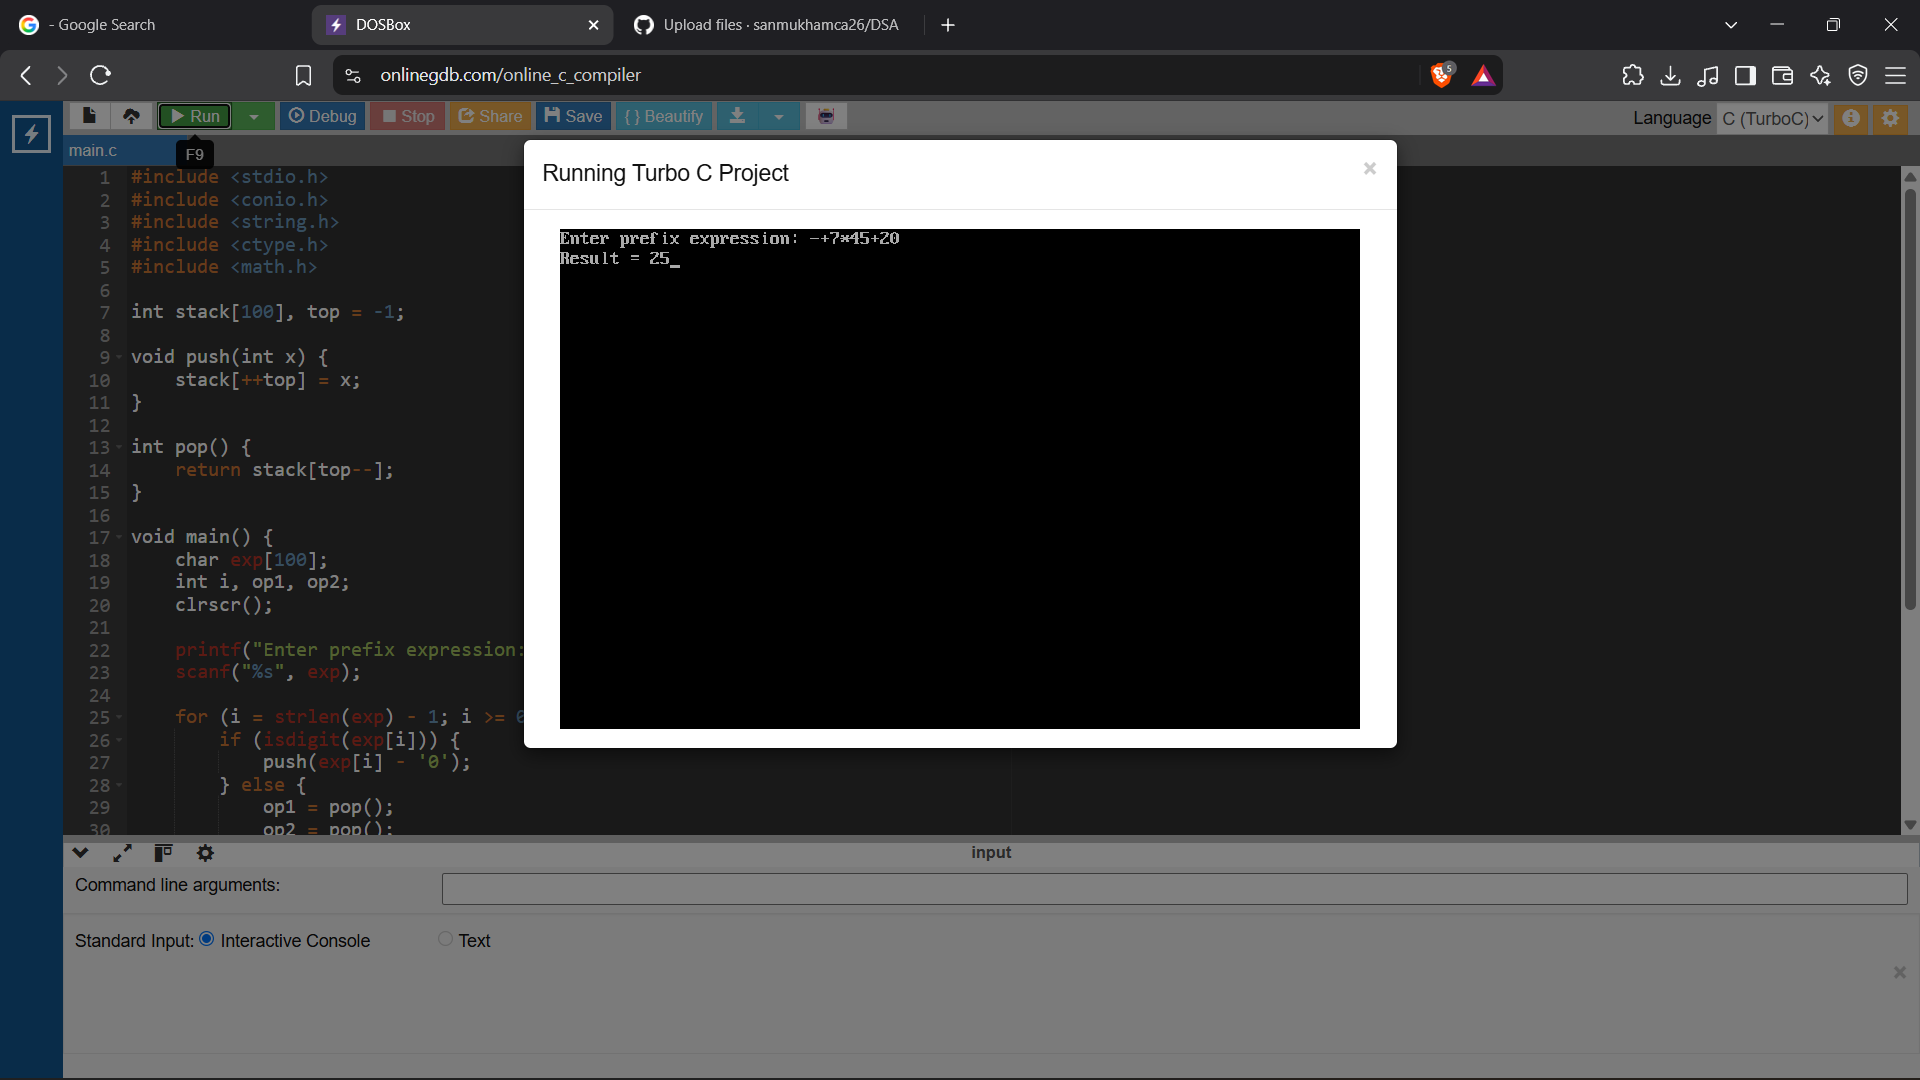 - Google Search
DOSBox
Upload files · sanmukhamca26/DSA
onlinegdb.com/online_c_compiler
5
Run
Debug
Stop
Share
Save
{ } Beautify
Language C (TurboC)
main.c
F9
1 #include <stdio.h>
2 #include <conio.h>
3 #include <string.h>
4 #include <ctype.h>
5 #include <math.h>
6
7 int stack[100], top = -1;
8
9 void push(int x) {
10 stack[++top] = x;
11 }
12
13 int pop() {
14 return stack[top--];
15 }
16
17 void main() {
18 char exp[100];
19 int i, op1, op2;
20 clrscr();
21
22 printf("Enter prefix expression:
23 scanf("%s", exp);
24
25 for (i = strlen(exp) - 1; i >= 0
26 if (isdigit(exp[i])) {
27 push(exp[i] - '0');
28 } else {
29 op1 = pop();
30 op2 = pop();
Running Turbo C Project
Enter prefix expression: -+7*45+20
Result = 25_
input
Command line arguments:
Standard Input: Interactive Console Text